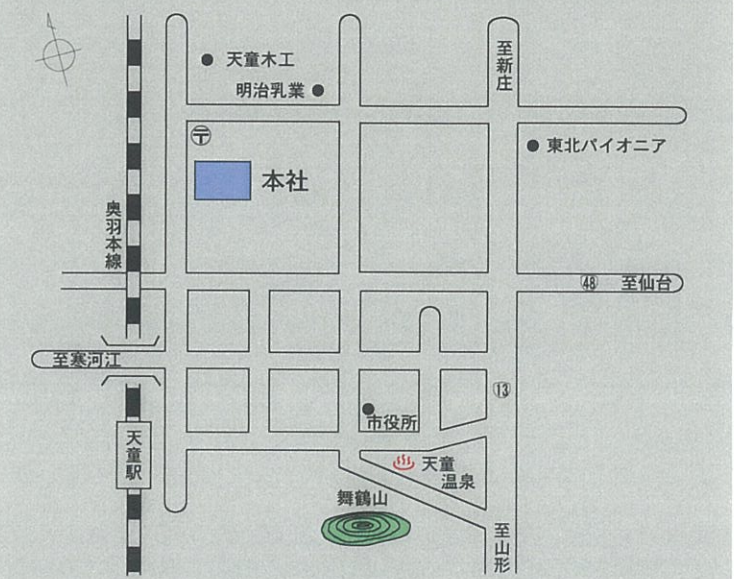 4
天童木工
明治乳業
至新庄
〒
東北パイオニア
本社
奥羽本線
48 至仙台
至寒河江
13
市役所
天童駅
天童
温泉
舞鶴山
至山形